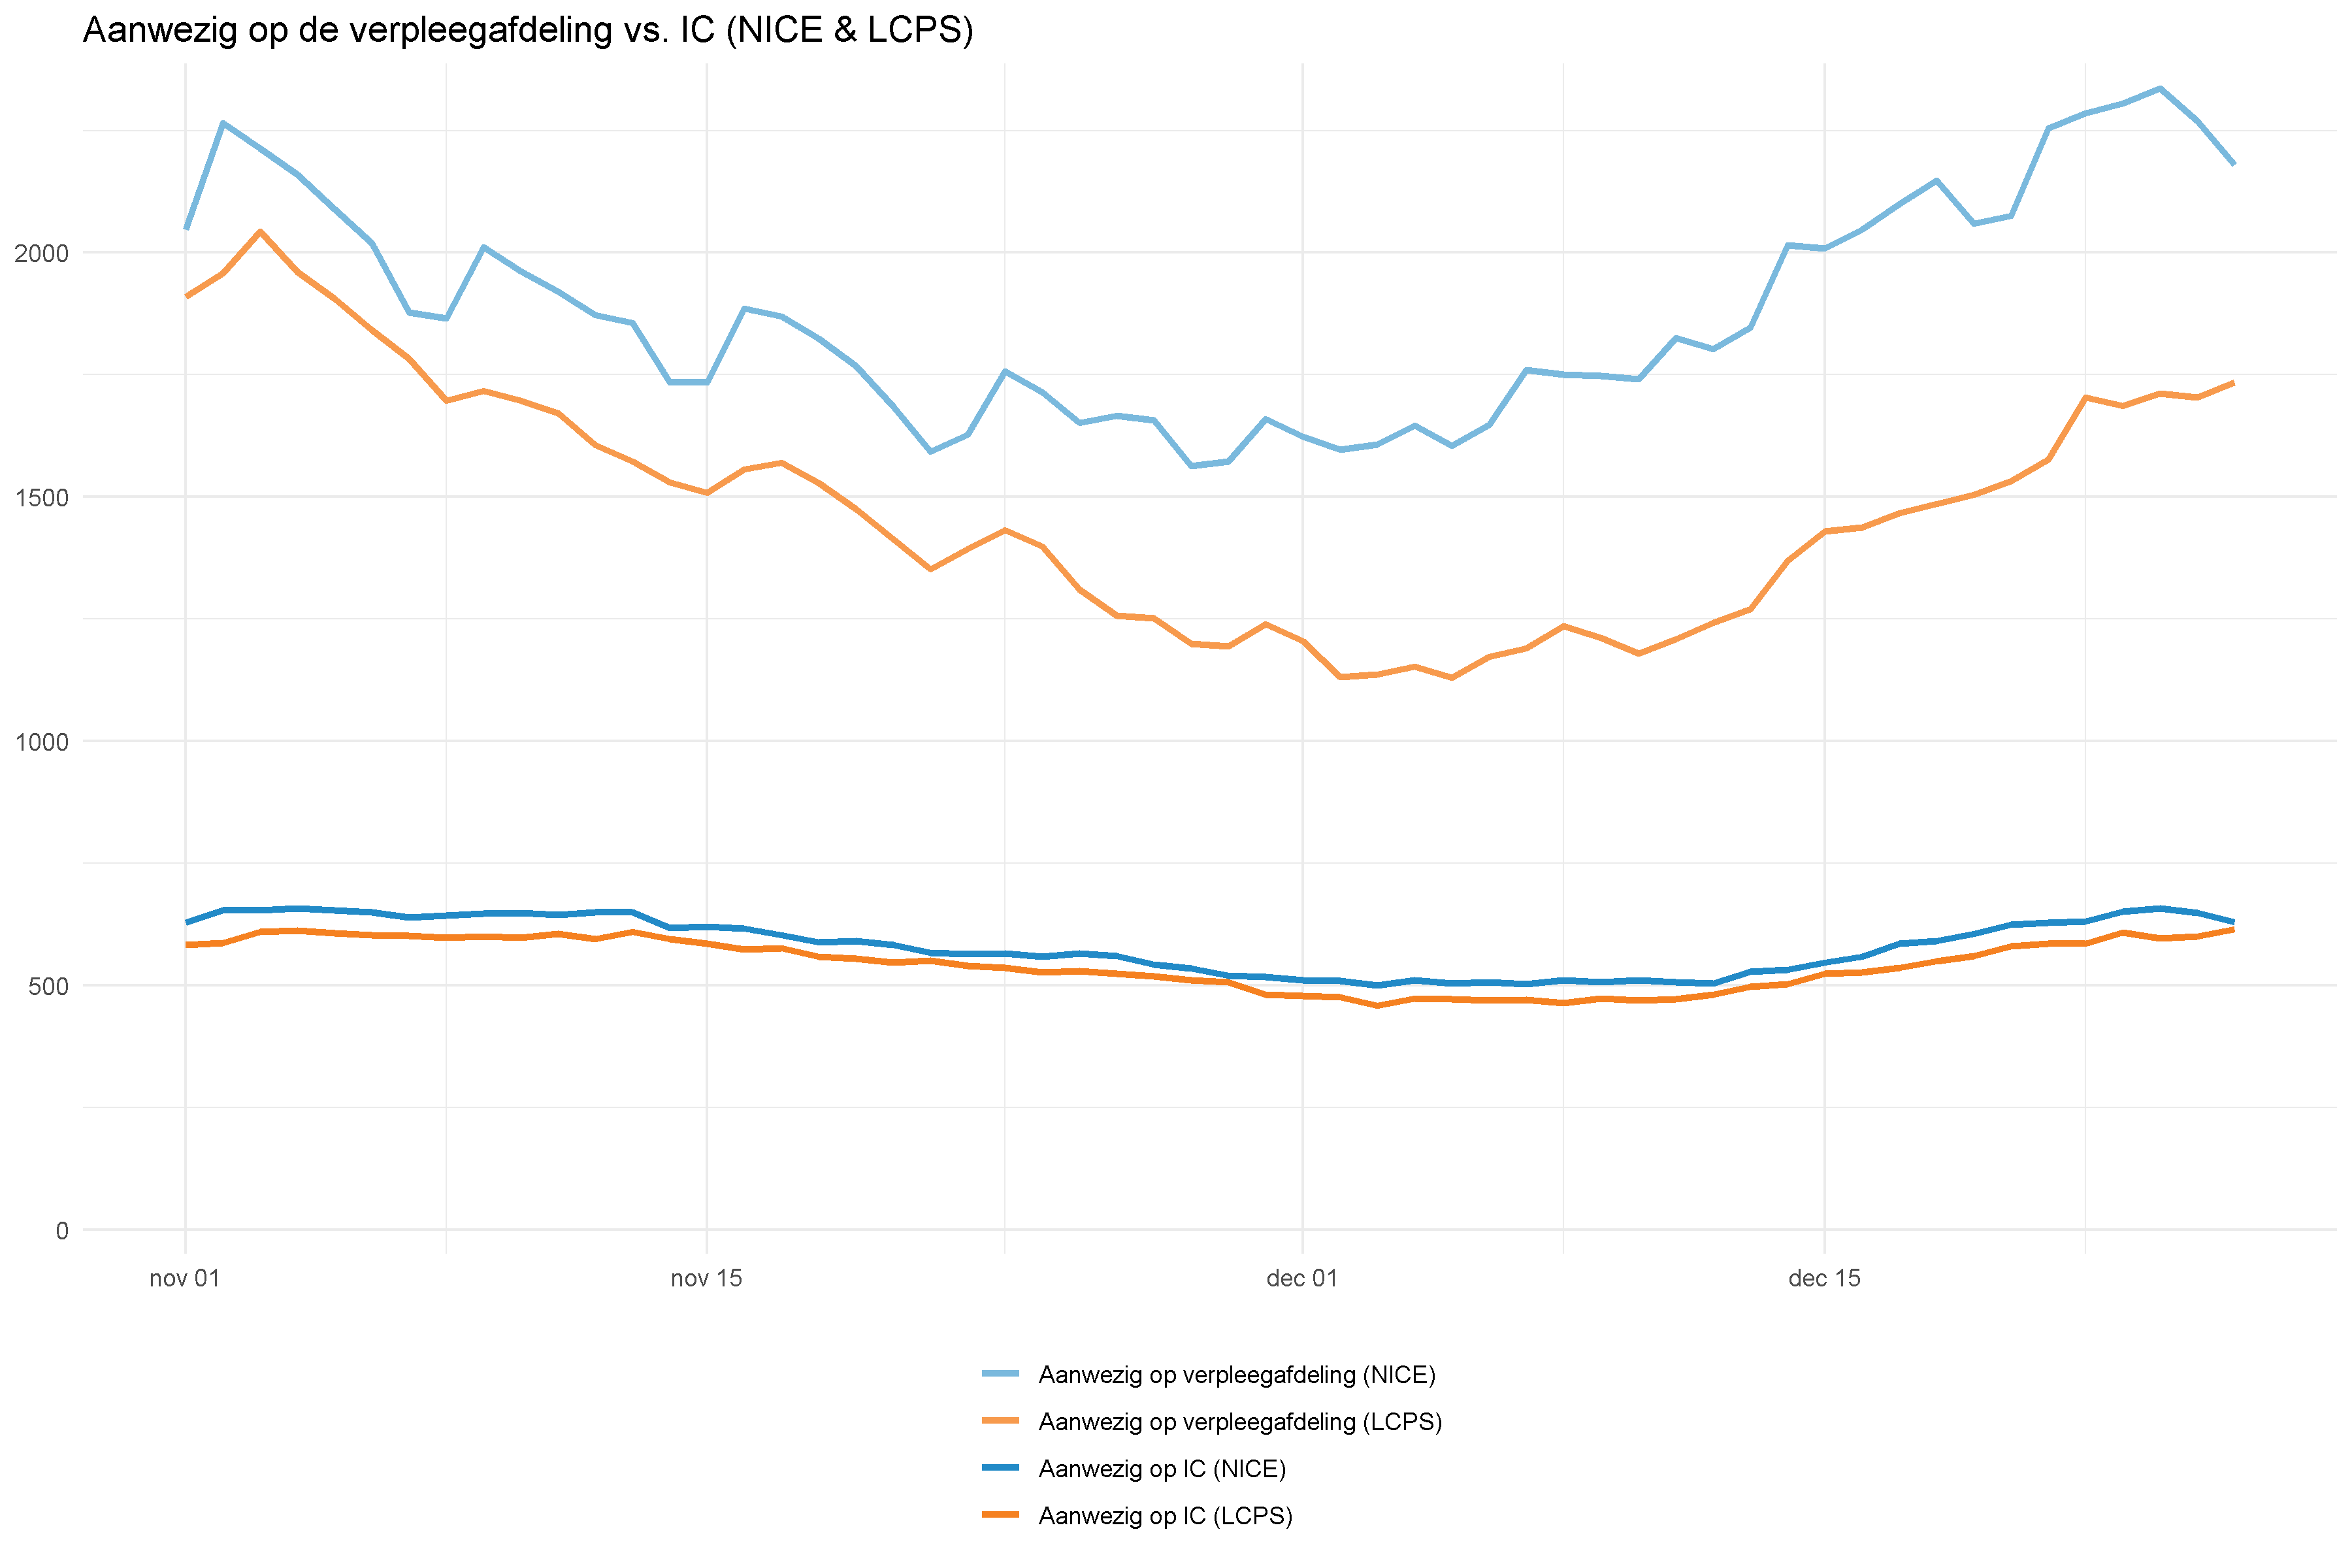 Aanwezig op de verpleegafdeling vs. IC (NICE & LCPS)
2000
1500
1000
500
0
nov 01
nov 15
dec 01
dec 15
Aanwezig op verpleegafdeling (NICE)
Aanwezig op verpleegafdeling (LCPS)
Aanwezig op IC (NICE)
Aanwezig op IC (LCPS)